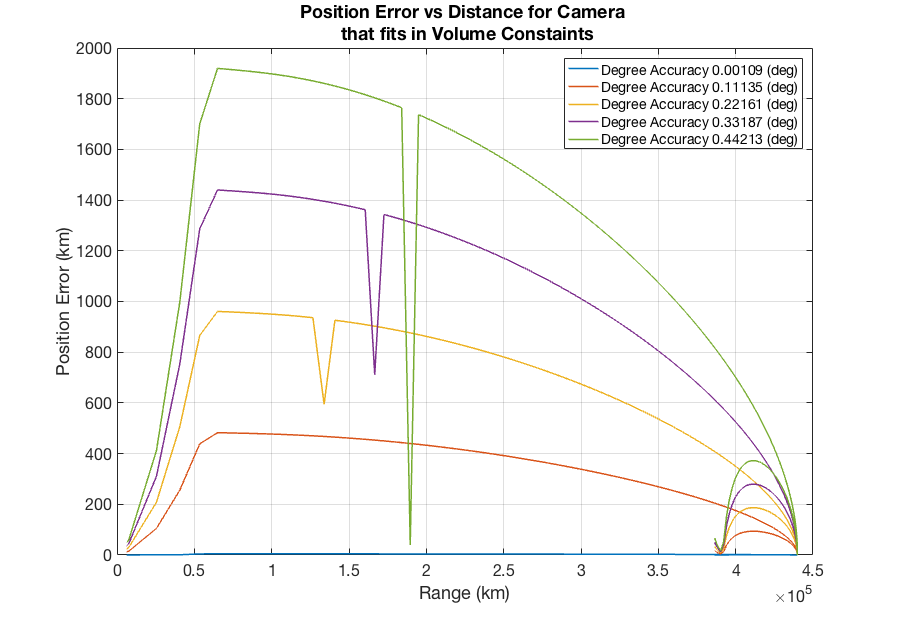 Position Error vs Distance for Camera
that fits in Volume Constaints
Degree Accuracy 0.00109 (deg)
Degree Accuracy 0.11135 (deg)
Degree Accuracy 0.22161 (deg)
Degree Accuracy 0.33187 (deg)
Degree Accuracy 0.44213 (deg)
Position Error (km)
2000
1800
1600
1400
1200
1000
800
600
400
200
0
0 0.5 1 1.5 2 2.5 3 3.5 4 4.5
Range (km)
×10^5